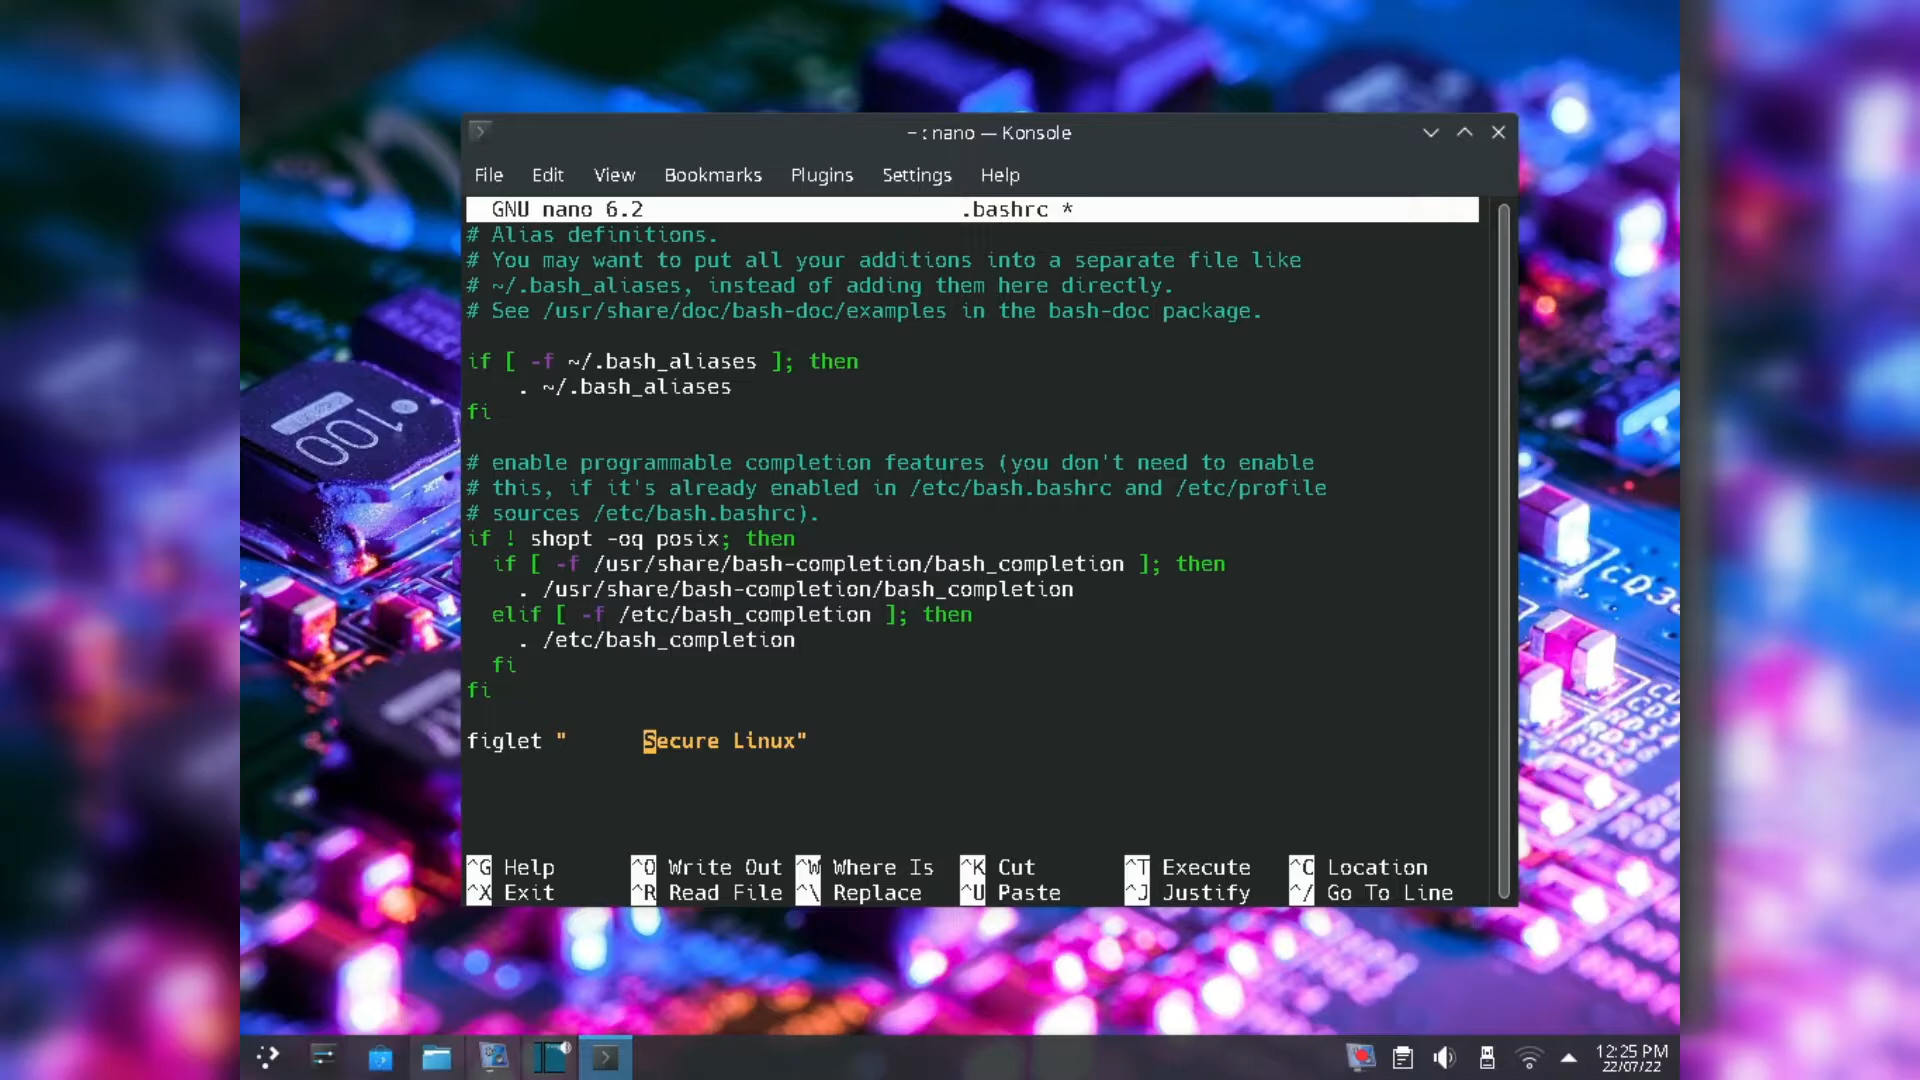 ~ : nano — Konsole
File Edit View Bookmarks Plugins Settings Help
GNU nano 6.2 .bashrc *
# Alias definitions.
# You may want to put all your additions into a separate file like
# ~/.bash_aliases, instead of adding them here directly.
# See /usr/share/doc/bash-doc/examples in the bash-doc package.
if [ -f ~/.bash_aliases ]; then
    . ~/.bash_aliases
fi
# enable programmable completion features (you don't need to enable
# this, if it's already enabled in /etc/bash.bashrc and /etc/profile
# sources /etc/bash.bashrc).
if ! shopt -oq posix; then
  if [ -f /usr/share/bash-completion/bash_completion ]; then
    . /usr/share/bash-completion/bash_completion
  elif [ -f /etc/bash_completion ]; then
    . /etc/bash_completion
  fi
fi
figlet "      Secure Linux"
^G Help ^O Write Out ^W Where Is ^K Cut ^T Execute ^C Location
^X Exit ^R Read File ^\ Replace ^U Paste ^J Justify ^/ Go To Line
100
12:25 PM
22/07/22